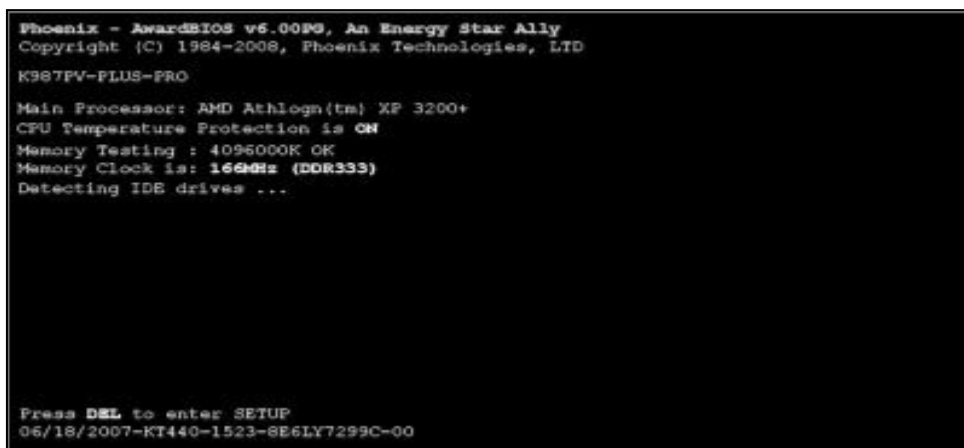 Phoenix - AwardBIOS v6.00PG, An Energy Star Ally
Copyright (C) 1984-2008, Phoenix Technologies, LTD
K987PV-PLUS-PRO
Main Processor: AMD Athlogn(tm) XP 3200+
CPU Temperature Protection is ON
Memory Testing : 4096000K OK
Memory Clock is: 166MHz (DDR333)
Detecting IDE drives ...
Press DEL to enter SETUP
06/18/2007-KT440-1523-8E6LY7299C-00